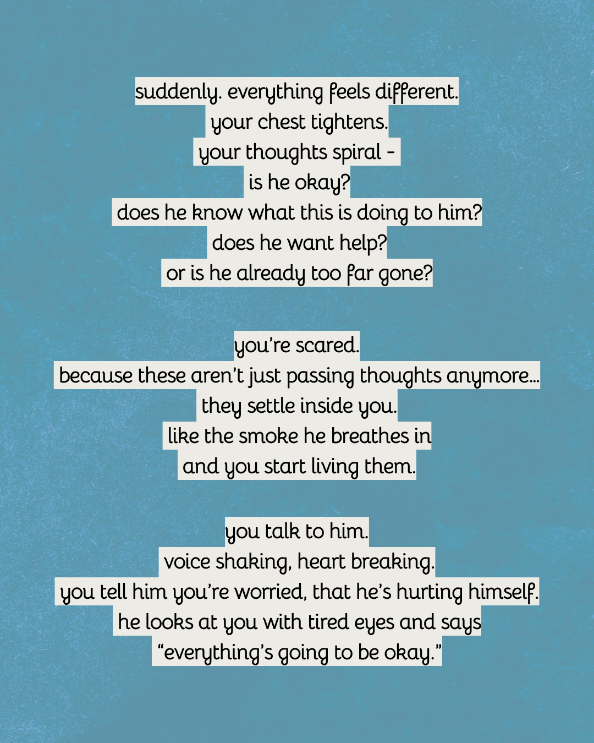 suddenly. everything feels different.
your chest tightens.
your thoughts spiral -
is he okay?
does he know what this is doing to him?
does he want help?
or is he already too far gone?
you're scared.
because these aren't just passing thoughts anymore...
they settle inside you.
like the smoke he breathes in
and you start living them.
you talk to him.
voice shaking, heart breaking.
you tell him you're worried, that he's hurting himself.
he looks at you with tired eyes and says
“everything's going to be okay.”